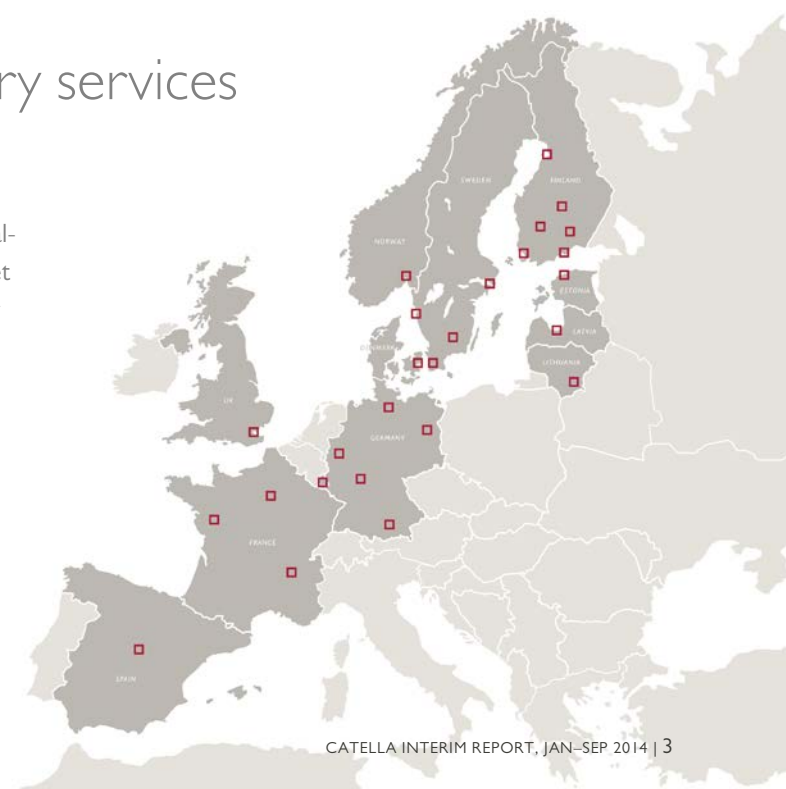 ry services
al-
et
SWEDEN
FINLAND
NORWAY
ESTONIA
LATVIA
DENMARK
LITHUANIA
UK
GERMANY
FRANCE
SPAIN
CATELLA INTERIM REPORT, JAN–SEP 2014 | 3